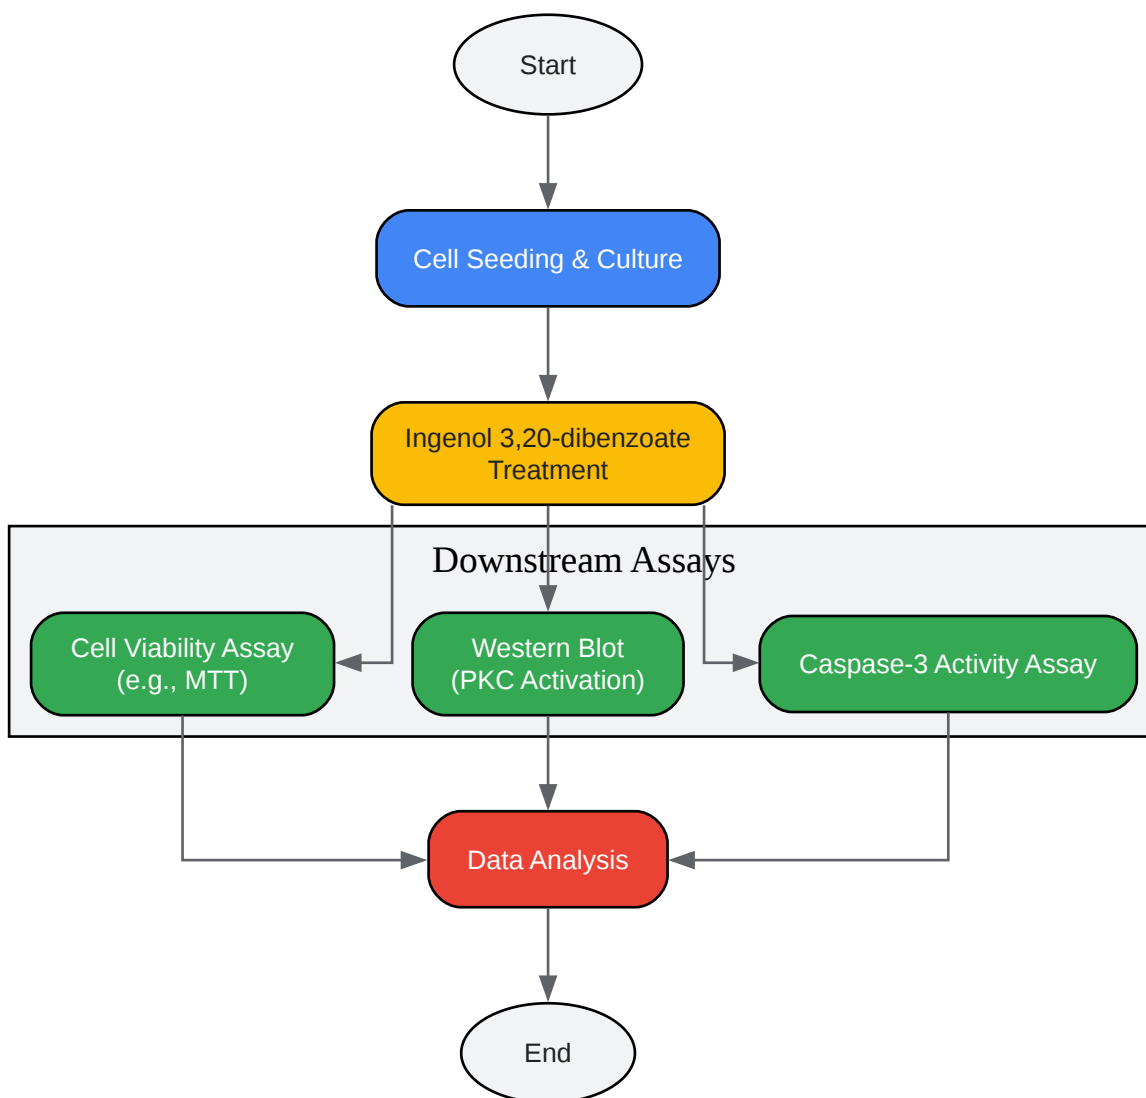 Start
Cell Seeding & Culture
Ingenol 3,20-dibenzoate
Treatment
Downstream Assays
Cell Viability Assay
(e.g., MTT)
Western Blot
(PKC Activation)
Caspase-3 Activity Assay
Data Analysis
End